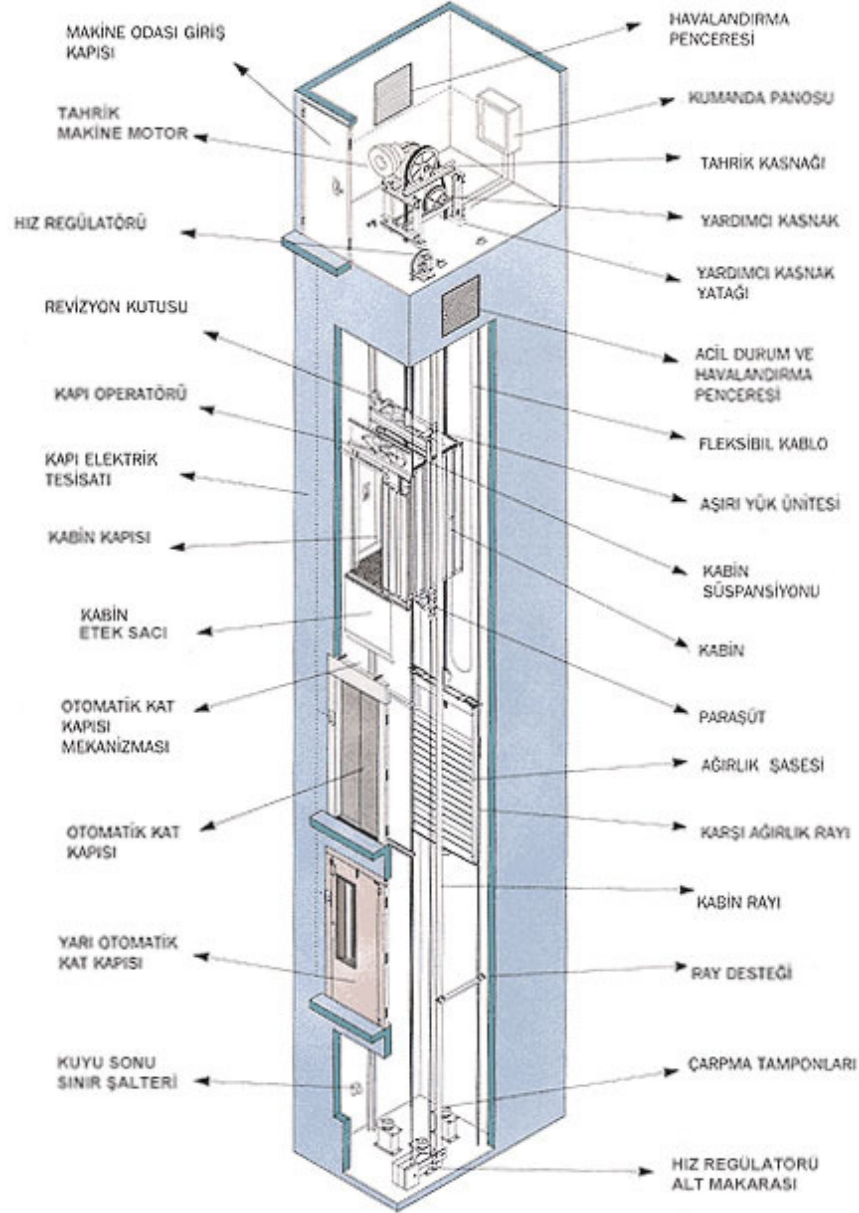 MAKİNE ODASI GİRİŞ
KAPISI
TAHRİK
MAKİNE MOTOR
HIZ REGÜLATÖRÜ
REVİZYON KUTUSU
KAPI OPERATÖRÜ
KAPI ELEKTRİK
TESİSATI
KABİN KAPISI
KABİN
ETEK SACI
OTOMATİK KAT
KAPISI
MEKANİZMASI
OTOMATİK KAT
KAPISI
YARI OTOMATİK
KAT KAPISI
KUYU SONU
SINIR ŞALTERİ
HAVALANDIRMA
PENCERESİ
KUMANDA PANOSU
TAHRİK KASNAĞI
YARDIMCI KASNAK
YARDIMCI KASNAK
YATAĞI
ACİL DURUM VE
HAVALANDIRMA
PENCERESİ
FLEKSİBIL KABLO
AŞIRI YÜK ÜNİTESİ
KABİN
SÜSPANSİYONU
KABİN
PARAŞÜT
AĞIRLIK ŞASESİ
KARŞI AĞIRLIK RAYI
KABİN RAYI
RAY DESTEĞİ
ÇARPMA TAMPONLARI
HIZ REGÜLATÖRÜ
ALT MAKARASI